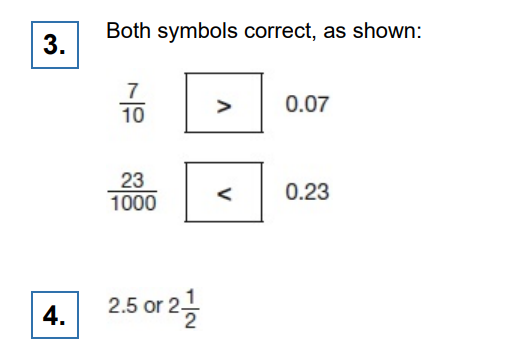 3. Both symbols correct, as shown:
7/10 > 0.07
23/1000 < 0.23
4. 2.5 or 2 1/2